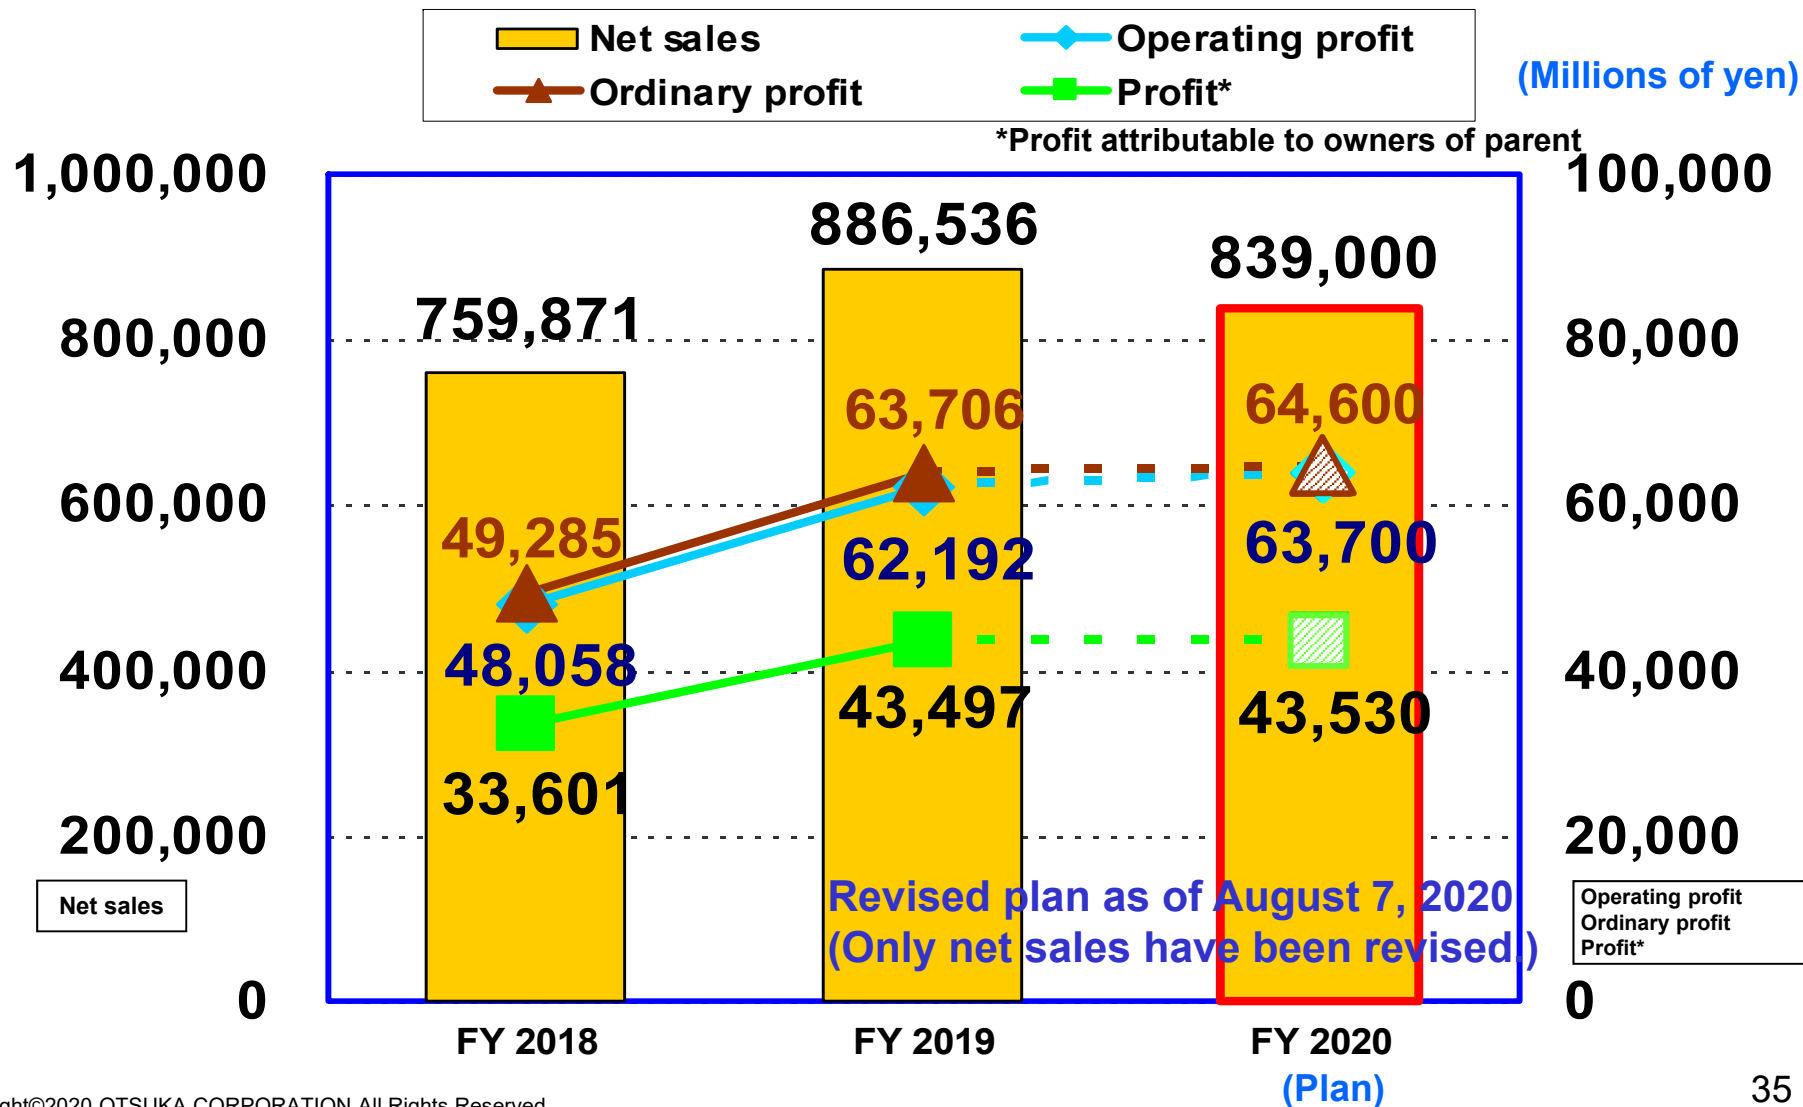 Net sales
Operating profit
Ordinary profit
Profit*
(Millions of yen)
*Profit attributable to owners of parent
1,000,000
100,000
886,536
839,000
759,871
800,000
80,000
63,706
64,600
600,000
60,000
49,285
62,192
63,700
48,058
400,000
40,000
43,497
43,530
33,601
200,000
20,000
Net sales
Revised plan as of August 7, 2020
(Only net sales have been revised.)
Operating profit
Ordinary profit
Profit*
0
0
FY 2018
FY 2019
FY 2020
(Plan)
ght©2020 OTSUKA CORPORATION All Rights Reserved
35